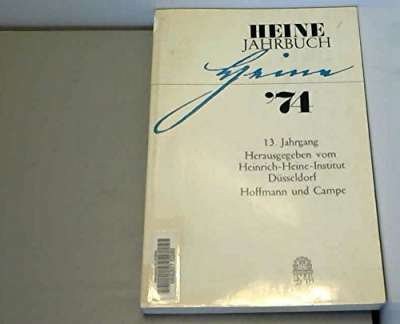 HEINE
JAHRBUCH
Heine
'74
13. Jahrgang
Herausgegeben vom
Heinrich-Heine-Institut
Düsseldorf
Hoffmann und Campe